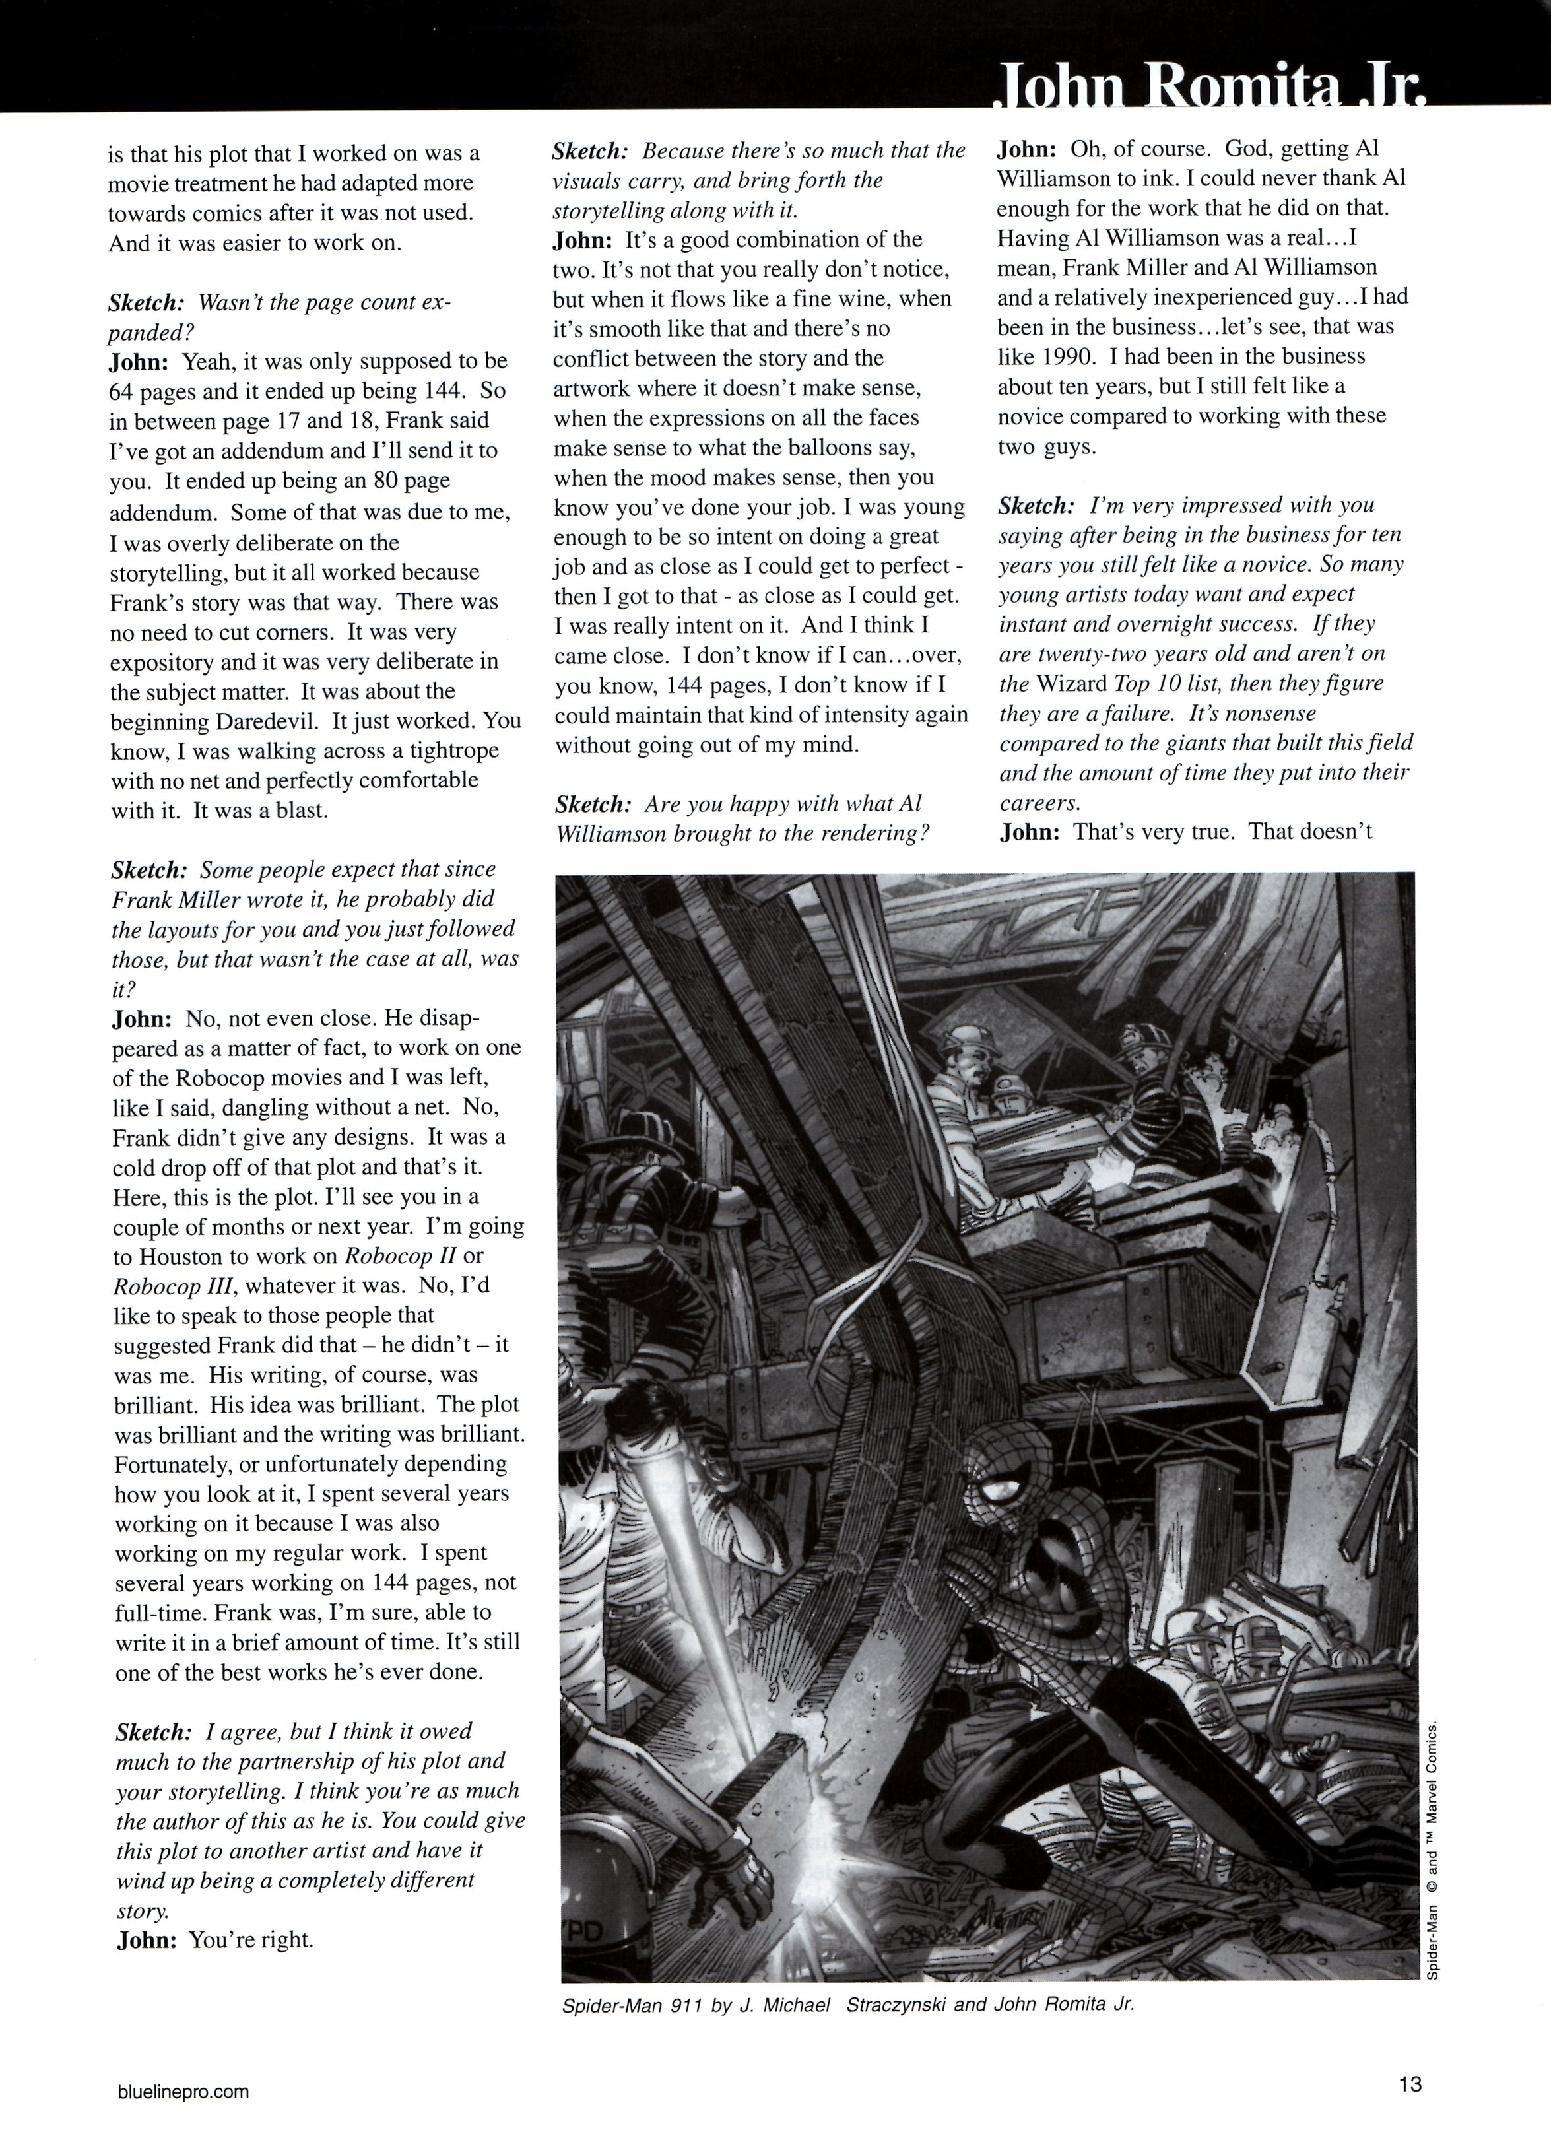 John Romita Jr.
is that his plot that I worked on was a
movie treatment he had adapted more
towards comics after it was not used.
And it was easier to work on.
Sketch: Wasn't the page count ex-
panded?
John: Yeah, it was only supposed to be
64 pages and it ended up being 144. So
in between page 17 and 18, Frank said
I've got an addendum and I'll send it to
you. It ended up being an 80 page
addendum. Some of that was due to me,
I was overly deliberate on the
storytelling, but it all worked because
Frank's story was that way. There was
no need to cut corners. It was very
expository and it was very deliberate in
the subject matter. It was about the
beginning Daredevil. It just worked. You
know, I was walking across a tightrope
with no net and perfectly comfortable
with it. It was a blast.
Sketch: Some people expect that since
Frank Miller wrote it, he probably did
the layouts for you and you just followed
those, but that wasn't the case at all, was
it?
John: No, not even close. He disap-
peared as a matter of fact, to work on one
of the Robocop movies and I was left,
like I said, dangling without a net. No,
Frank didn't give any designs. It was a
cold drop off of that plot and that's it.
Here, this is the plot. I'll see you in a
couple of months or next year. I'm going
to Houston to work on Robocop II or
Robocop III, whatever it was. No, I'd
like to speak to those people that
suggested Frank did that – he didn't – it
was me. His writing, of course, was
brilliant. His idea was brilliant. The plot
was brilliant and the writing was brilliant.
Fortunately, or unfortunately depending
how you look at it, I spent several years
working on it because I was also
working on my regular work. I spent
several years working on 144 pages, not
full-time. Frank was, I'm sure, able to
write it in a brief amount of time. It's still
one of the best works he's ever done.
Sketch: I agree, but I think it owed
much to the partnership of his plot and
your storytelling. I think you're as much
the author of this as he is. You could give
this plot to another artist and have it
wind up being a completely different
story.
John: You're right.
Sketch: Because there's so much that the
visuals carry, and bring forth the
storytelling along with it.
John: It's a good combination of the
two. It's not that you really don't notice,
but when it flows like a fine wine, when
it's smooth like that and there's no
conflict between the story and the
artwork where it doesn't make sense,
when the expressions on all the faces
make sense to what the balloons say,
when the mood makes sense, then you
know you've done your job. I was young
enough to be so intent on doing a great
job and as close as I could get to perfect -
then I got to that - as close as I could get.
I was really intent on it. And I think I
came close. I don't know if I can...over,
you know, 144 pages, I don't know if I
could maintain that kind of intensity again
without going out of my mind.
Sketch: Are you happy with what Al
Williamson brought to the rendering?
John: Oh, of course. God, getting Al
Williamson to ink. I could never thank Al
enough for the work that he did on that.
Having Al Williamson was a real...I
mean, Frank Miller and Al Williamson
and a relatively inexperienced guy...I had
been in the business...let's see, that was
like 1990. I had been in the business
about ten years, but I still felt like a
novice compared to working with these
two guys.
Sketch: I'm very impressed with you
saying after being in the business for ten
years you still felt like a novice. So many
young artists today want and expect
instant and overnight success. If they
are twenty-two years old and aren't on
the Wizard Top 10 list, then they figure
they are a failure. It's nonsense
compared to the giants that built this field
and the amount of time they put into their
careers.
John: That's very true. That doesn't
YPD
Spider-Man © and ™ Marvel Comics.
Spider-Man 911 by J. Michael Straczynski and John Romita Jr.
bluelinepro.com
13